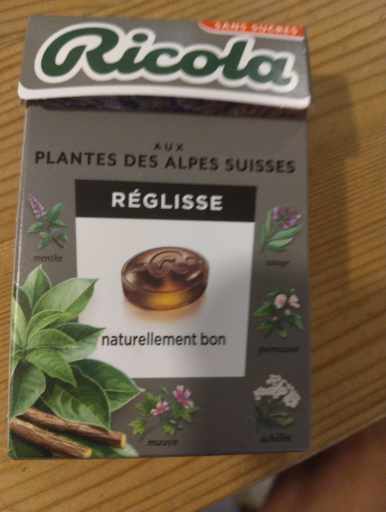 SANS SUCRES
Ricola
AUX
PLANTES DES ALPES SUISSES
RÉGLISSE
menthe
sauge
guimauve
naturellement bon
mauve
achillée